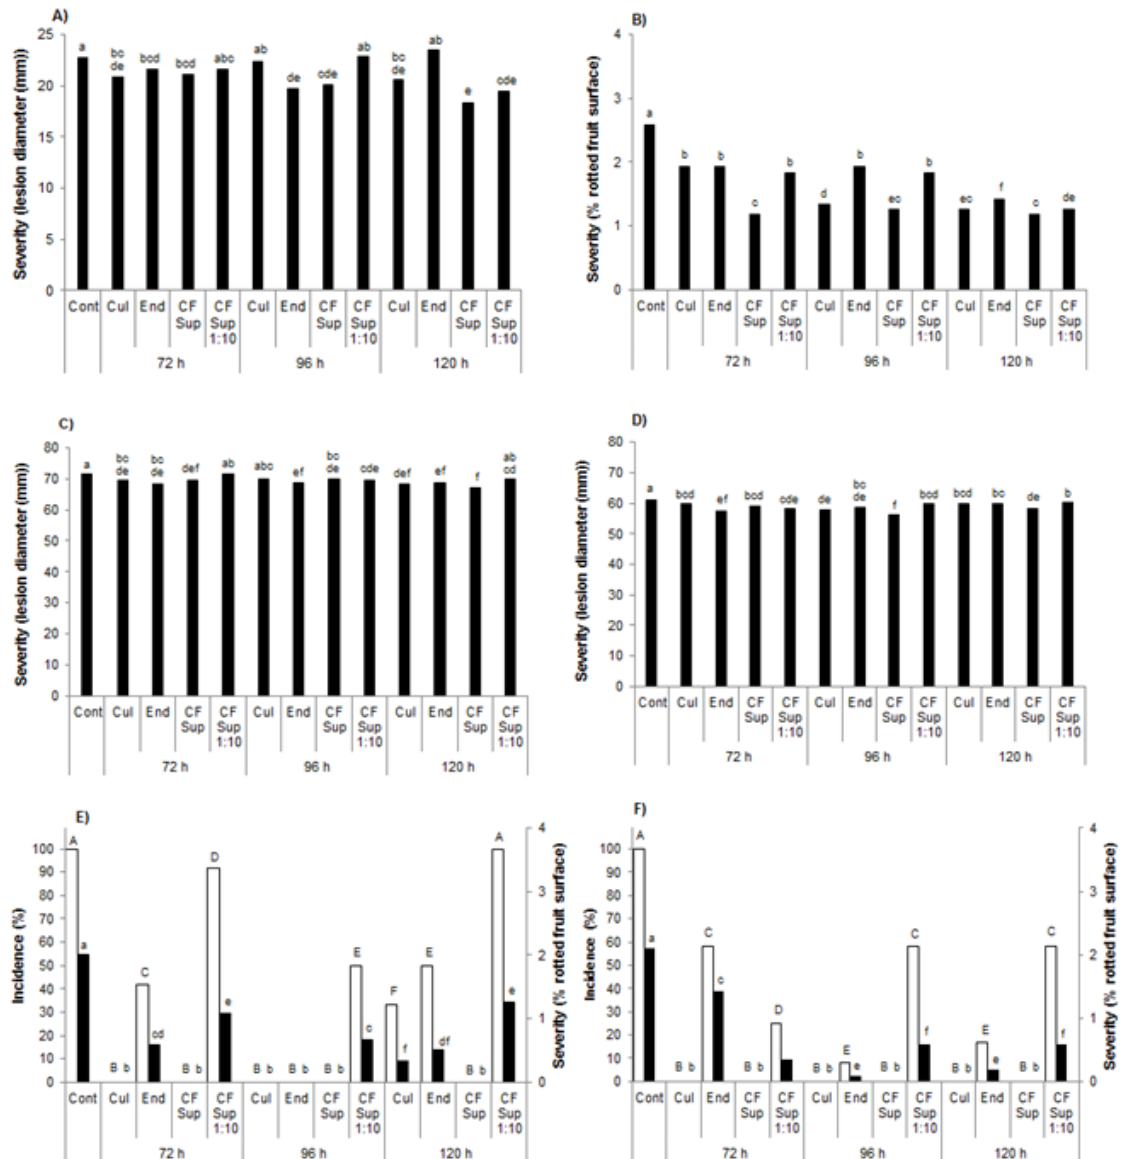 A)
Severity (lesion diameter (mm))
25
20
15
10
5
0
a
bc
de
bcd
bcd
abc
ab
de
cde
ab
bc
de
ab
e
cde
Cont
Cul
End
CF
Sup
CF
Sup
1:10
Cul
End
CF
Sup
CF
Sup
1:10
Cul
End
CF
Sup
CF
Sup
1:10
72 h
96 h
120 h
B)
Severity (% rotted fruit surface)
4
3
2
1
0
a
b
b
c
b
d
b
ec
b
ec
f
c
de
Cont
Cul
End
CF
Sup
CF
Sup
1:10
Cul
End
CF
Sup
CF
Sup
1:10
Cul
End
CF
Sup
CF
Sup
1:10
72 h
96 h
120 h
C)
Severity (lesion diameter (mm))
80
70
60
50
40
30
20
10
0
a
bc
de
bc
de
def
ab
abc
ef
bc
de
cde
def
ef
f
ab
cd
Cont
Cul
End
CF
Sup
CF
Sup
1:10
Cul
End
CF
Sup
CF
Sup
1:10
Cul
End
CF
Sup
CF
Sup
1:10
72 h
96 h
120 h
D)
Severity (lesion diameter (mm))
80
70
60
50
40
30
20
10
0
a
bcd
ef
bcd
cde
de
bc
de
f
bcd
bcd
bc
de
b
Cont
Cul
End
CF
Sup
CF
Sup
1:10
Cul
End
CF
Sup
CF
Sup
1:10
Cul
End
CF
Sup
CF
Sup
1:10
72 h
96 h
120 h
E)
Incidence (%)
100
90
80
70
60
50
40
30
20
10
0
A
a
B b
C
cd
B b
D
e
B b
B b
B b
E
c
F
f
E
df
B b
A
e
4
3
2
1
0
Severity (% rotted fruit surface)
Cont
Cul
End
CF
Sup
CF
Sup
1:10
Cul
End
CF
Sup
CF
Sup
1:10
Cul
End
CF
Sup
CF
Sup
1:10
72 h
96 h
120 h
F)
Incidence (%)
100
90
80
70
60
50
40
30
20
10
0
A
a
B b
C
c
B b
D
B b
E
e
B b
C
f
B b
E
e
B b
C
f
4
3
2
1
0
Severity (% rotted fruit surface)
Cont
Cul
End
CF
Sup
CF
Sup
1:10
Cul
End
CF
Sup
CF
Sup
1:10
Cul
End
CF
Sup
CF
Sup
1:10
72 h
96 h
120 h